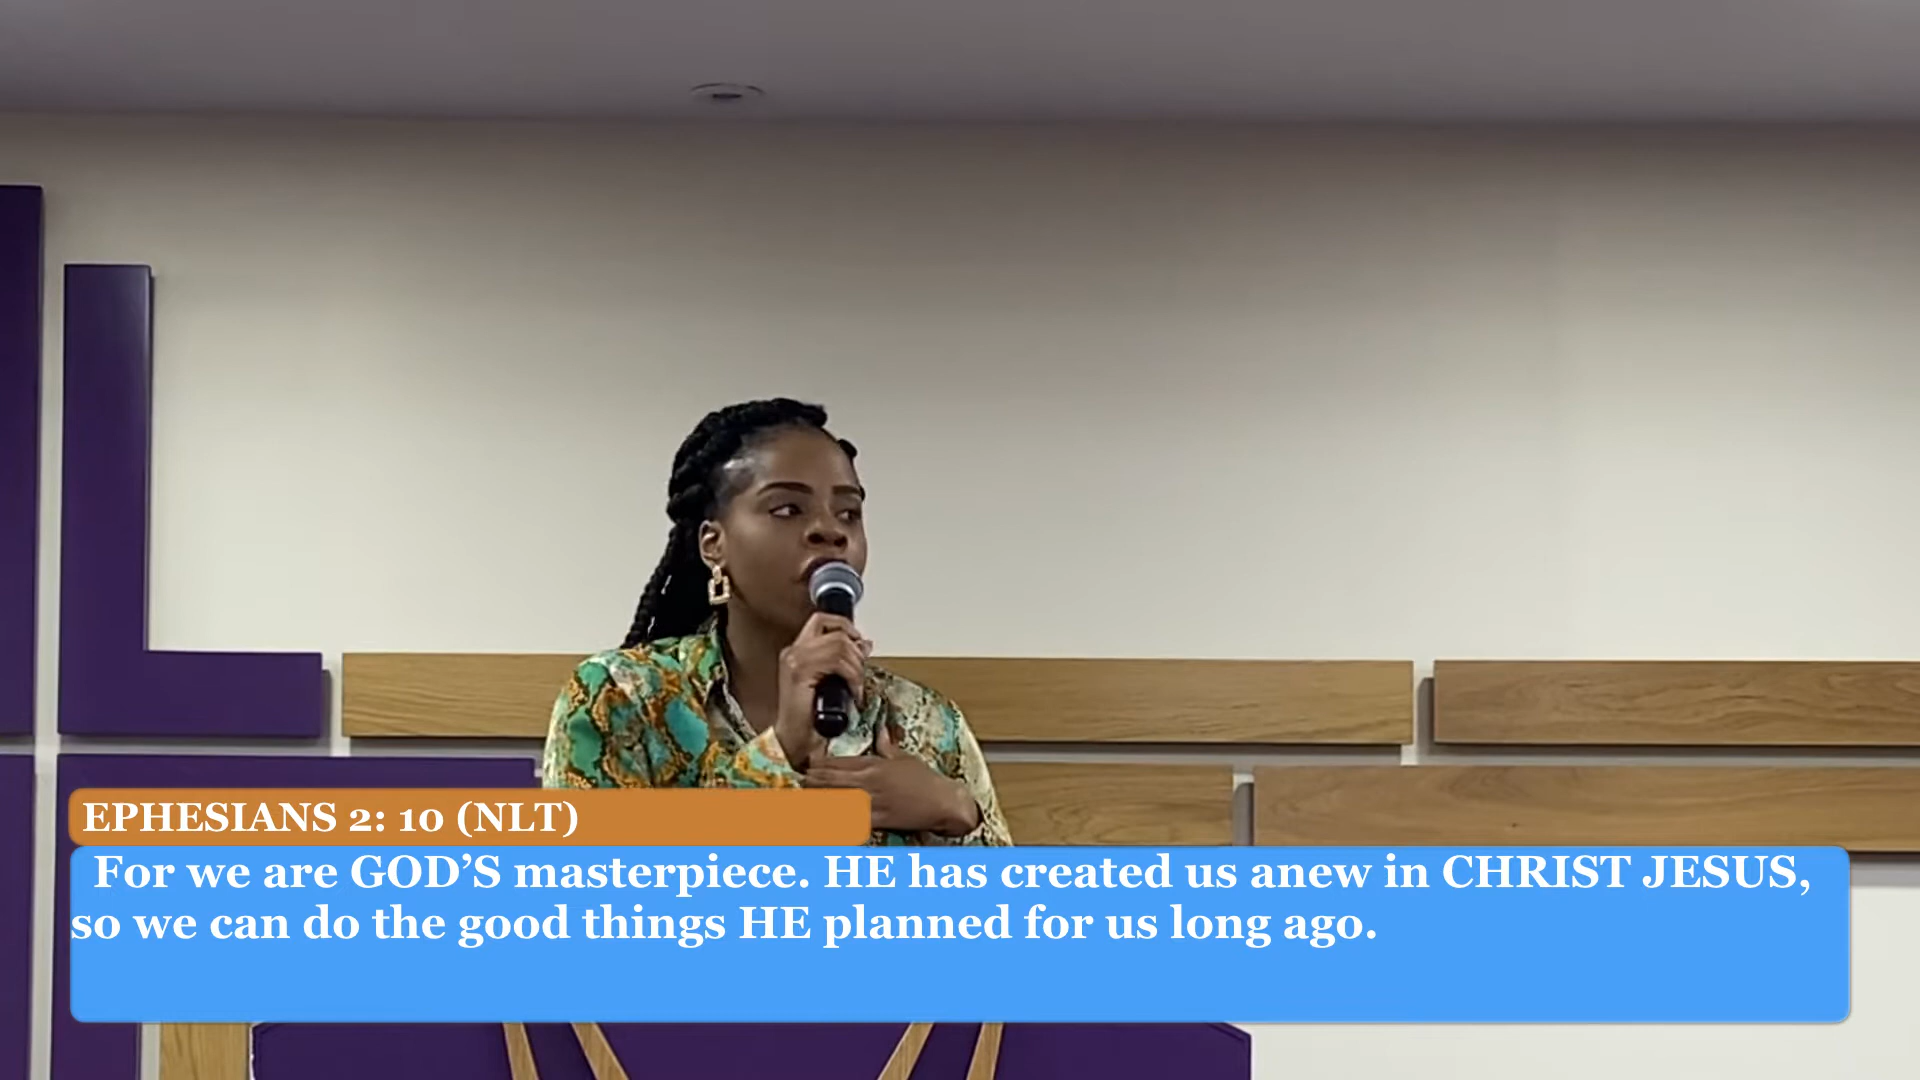 EPHESIANS 2: 10 (NLT)
For we are GOD’S masterpiece. HE has created us anew in CHRIST JESUS,
so we can do the good things HE planned for us long ago.